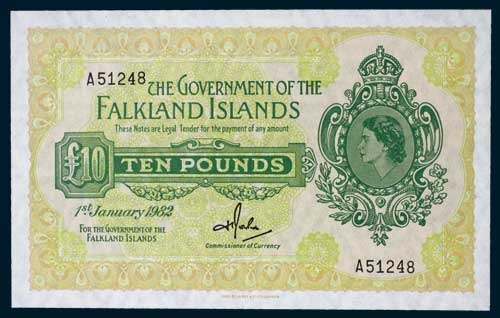 A51248
THE GOVERNMENT OF THE
FALKLAND ISLANDS
These Notes are Legal Tender for the payment of any amount
£10 TEN POUNDS
1st January 1982
FOR THE GOVERNMENT OF THE
FALKLAND ISLANDS
Commissioner of Currency
A51248